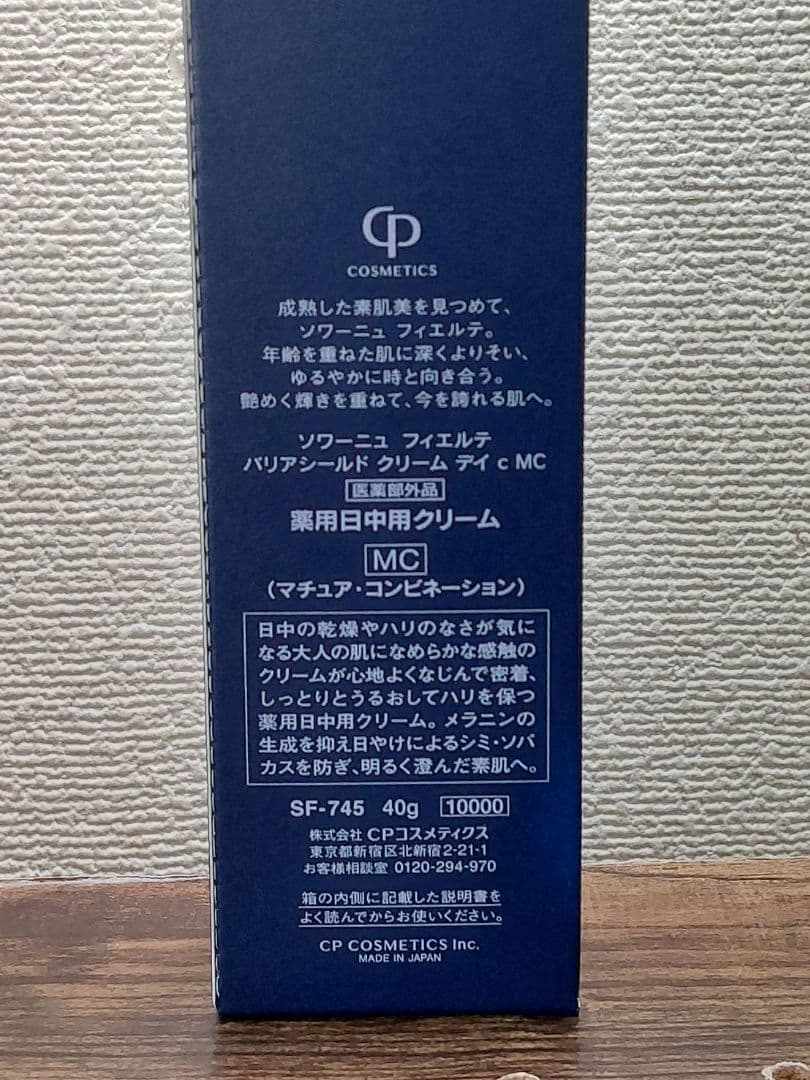 CP
COSMETICS
成熟した素肌美を見つめて、
ソワーニュ フィエルテ。
年齢を重ねた肌に深くよりそい、
ゆるやかに時と向き合う。
艶めく輝きを重ねて、今を誇れる肌へ。
ソワーニュ フィエルテ
バリアシールド クリーム デイ c MC
医薬部外品
薬用日中用クリーム
MC
(マチュア・コンビネーション)
日中の乾燥やハリのなさが気に
なる大人の肌になめらかな感触の
クリームが心地よくなじんで密着、
しっとりとうるおしてハリを保つ
薬用日中用クリーム。メラニンの
生成を抑え日やけによるシミ・ソバ
カスを防ぎ、明るく澄んだ素肌へ。
SF-745 40g 10000
株式会社 CPコスメティクス
東京都新宿区北新宿2-21-1
お客様相談室 0120-294-970
箱の内側に記載した説明書を
よく読んでからお使いください。
CP COSMETICS Inc.
MADE IN JAPAN